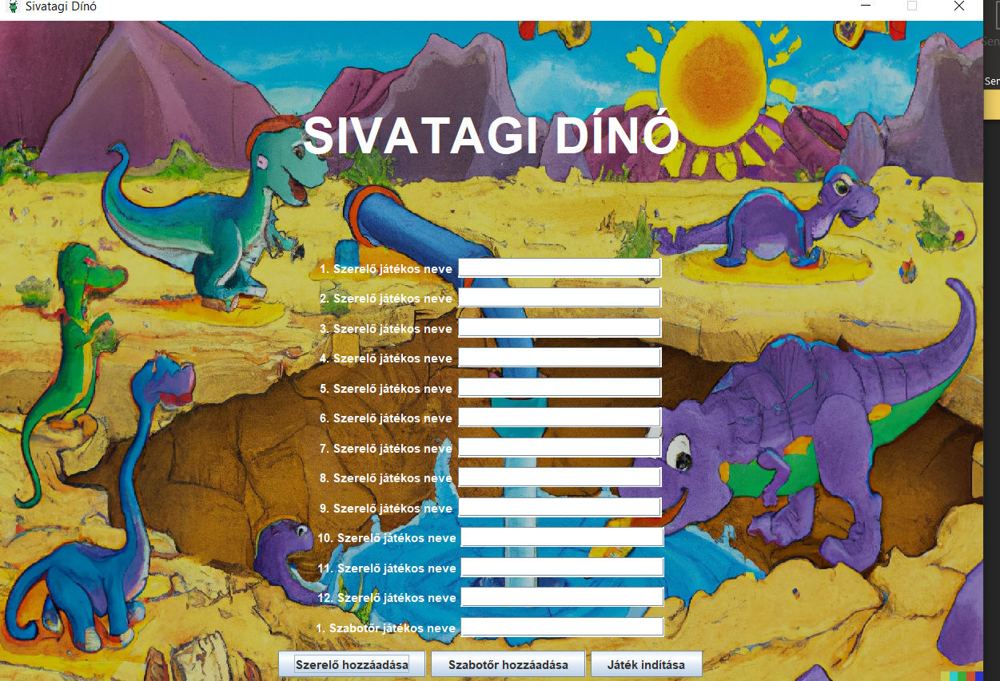 Sivatagi Dínó
Sen
Ser
SIVATAGI DÍNÓ
1. Szerelő játékos neve
2. Szerelő játékos neve
3. Szerelő játékos neve
4. Szerelő játékos neve
5. Szerelő játékos neve
6. Szerelő játékos neve
7. Szerelő játékos neve
8. Szerelő játékos neve
9. Szerelő játékos neve
10. Szerelő játékos neve
11. Szerelő játékos neve
12. Szerelő játékos neve
1. Szabotőr játékos neve
Szerelő hozzáadása Szabotőr hozzáadása Játék indítása